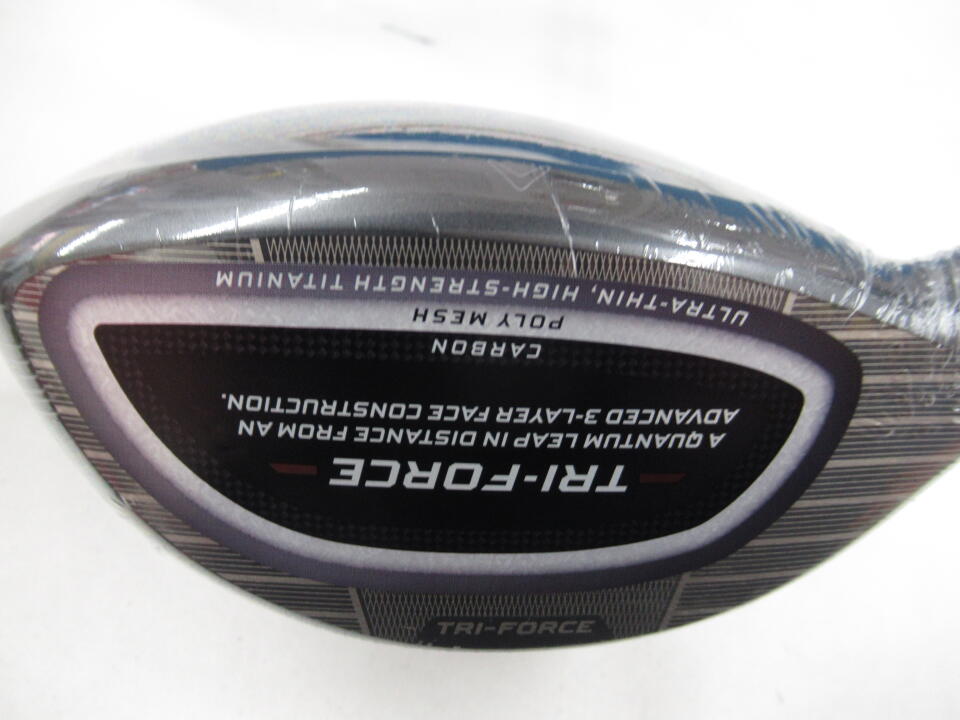 TRI-FORCE
A QUANTUM LEAP IN DISTANCE FROM AN
ADVANCED 3-LAYER FACE CONSTRUCTION.
CARBON
POLY MESH
ULTRA-THIN, HIGH-STRENGTH TITANIUM
TRI-FORCE